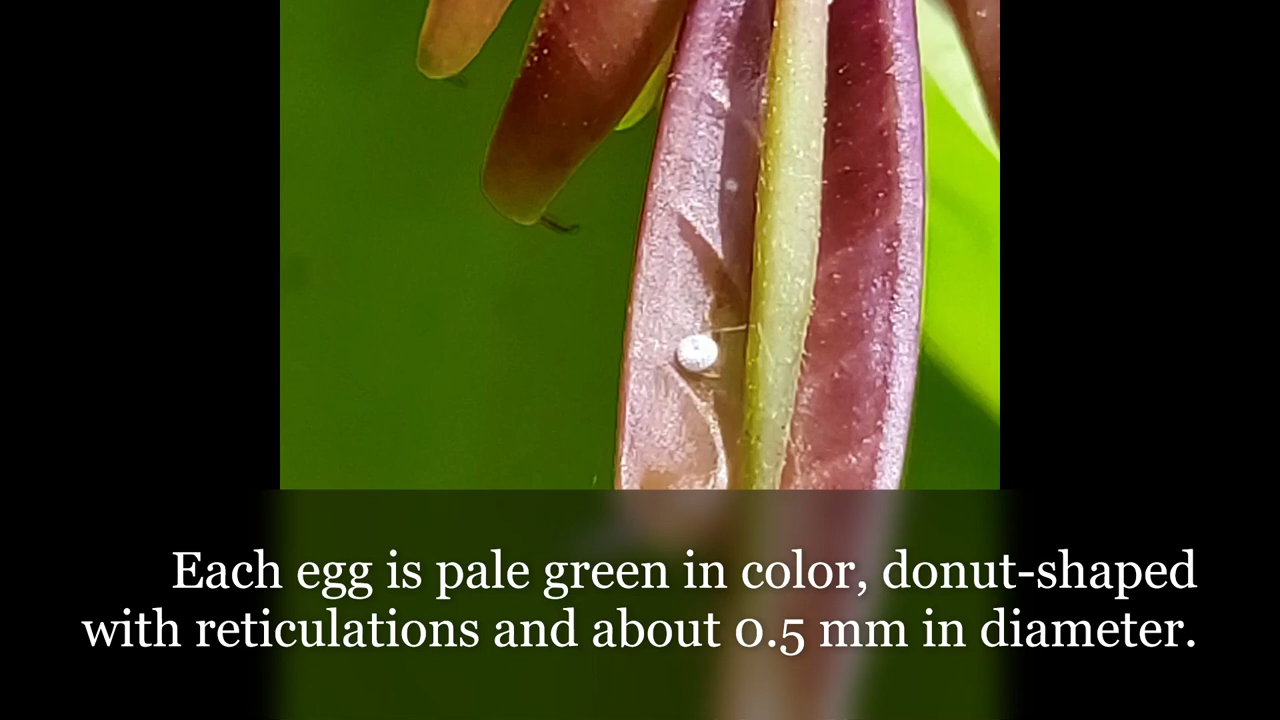 Each egg is pale green in color, donut-shaped
with reticulations and about 0.5 mm in diameter.